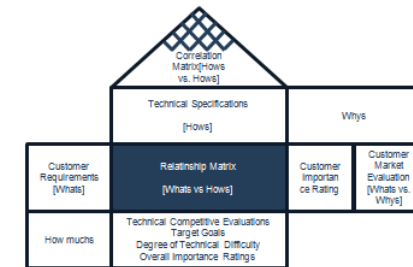 Correlation
Matrix[Hows
vs. Hows]
Technical Specifications
[Hows]
Whys
Customer
Requirements
[Whats]
Relatinship Matrix
[Whats vs Hows]
Customer
Importan
ce Rating
Customer
Market
Evaluation
[Whats vs.
Whys]
How muchs
Technical Competitive Evaluations
Target Goals
Degree of Technical Difficulty
Overall Importance Ratings